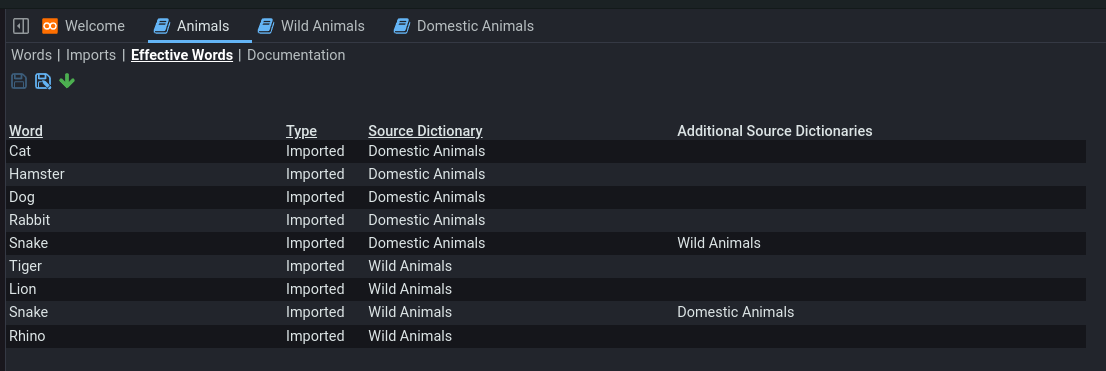 Welcome Animals Wild Animals Domestic Animals
Words | Imports | Effective Words | Documentation
Word Type Source Dictionary Additional Source Dictionaries
Cat Imported Domestic Animals
Hamster Imported Domestic Animals
Dog Imported Domestic Animals
Rabbit Imported Domestic Animals
Snake Imported Domestic Animals Wild Animals
Tiger Imported Wild Animals
Lion Imported Wild Animals
Snake Imported Wild Animals Domestic Animals
Rhino Imported Wild Animals